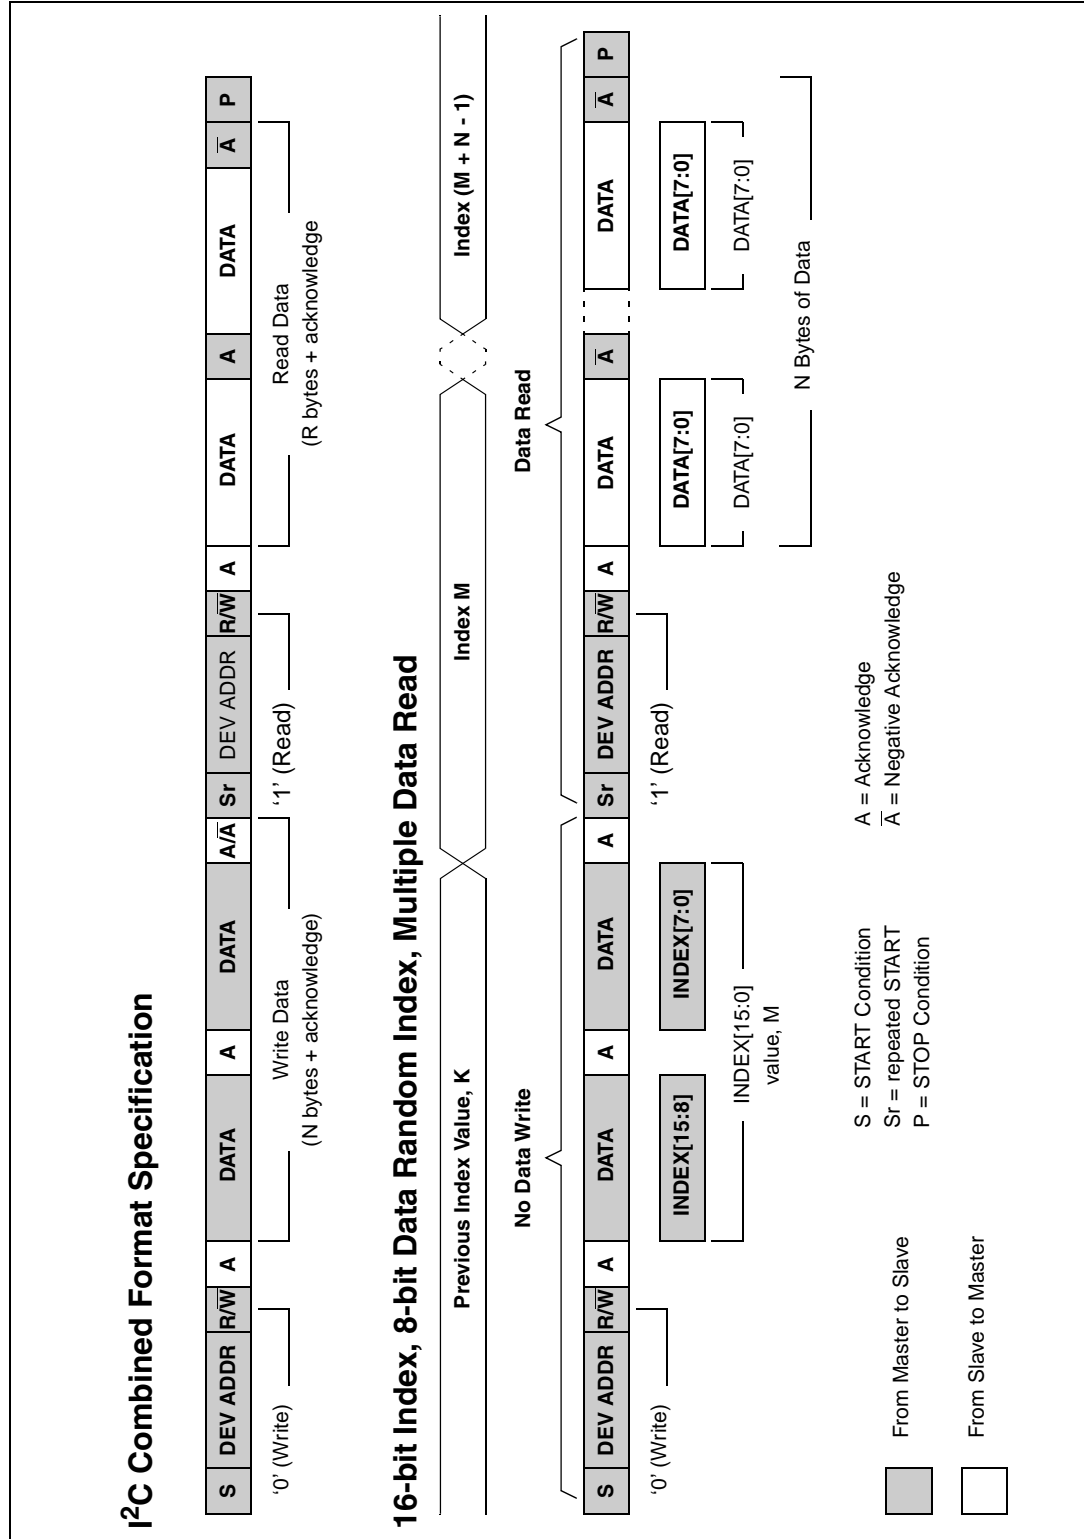 I²C Combined Format Specification
S DEV ADDR R/W̅ A DATA A DATA A/A̅ Sr DEV ADDR R/W̅ A DATA A DATA A̅ P
‘0’ (Write)
Write Data
(N bytes + acknowledge)
‘1’ (Read)
Read Data
(R bytes + acknowledge
16-bit Index, 8-bit Data Random Index, Multiple Data Read
Previous Index Value, K
Index M
Index (M + N - 1)
No Data Write
Data Read
S DEV ADDR R/W̅ A DATA A DATA A Sr DEV ADDR R/W̅ A DATA A̅ DATA A̅ P
‘0’ (Write)
INDEX[15:8]
INDEX[7:0]
INDEX[15:0]
value, M
‘1’ (Read)
DATA[7:0]
DATA[7:0]
DATA[7:0]
DATA[7:0]
N Bytes of Data
From Master to Slave
From Slave to Master
S = START Condition
Sr = repeated START
P = STOP Condition
A = Acknowledge
A̅ = Negative Acknowledge